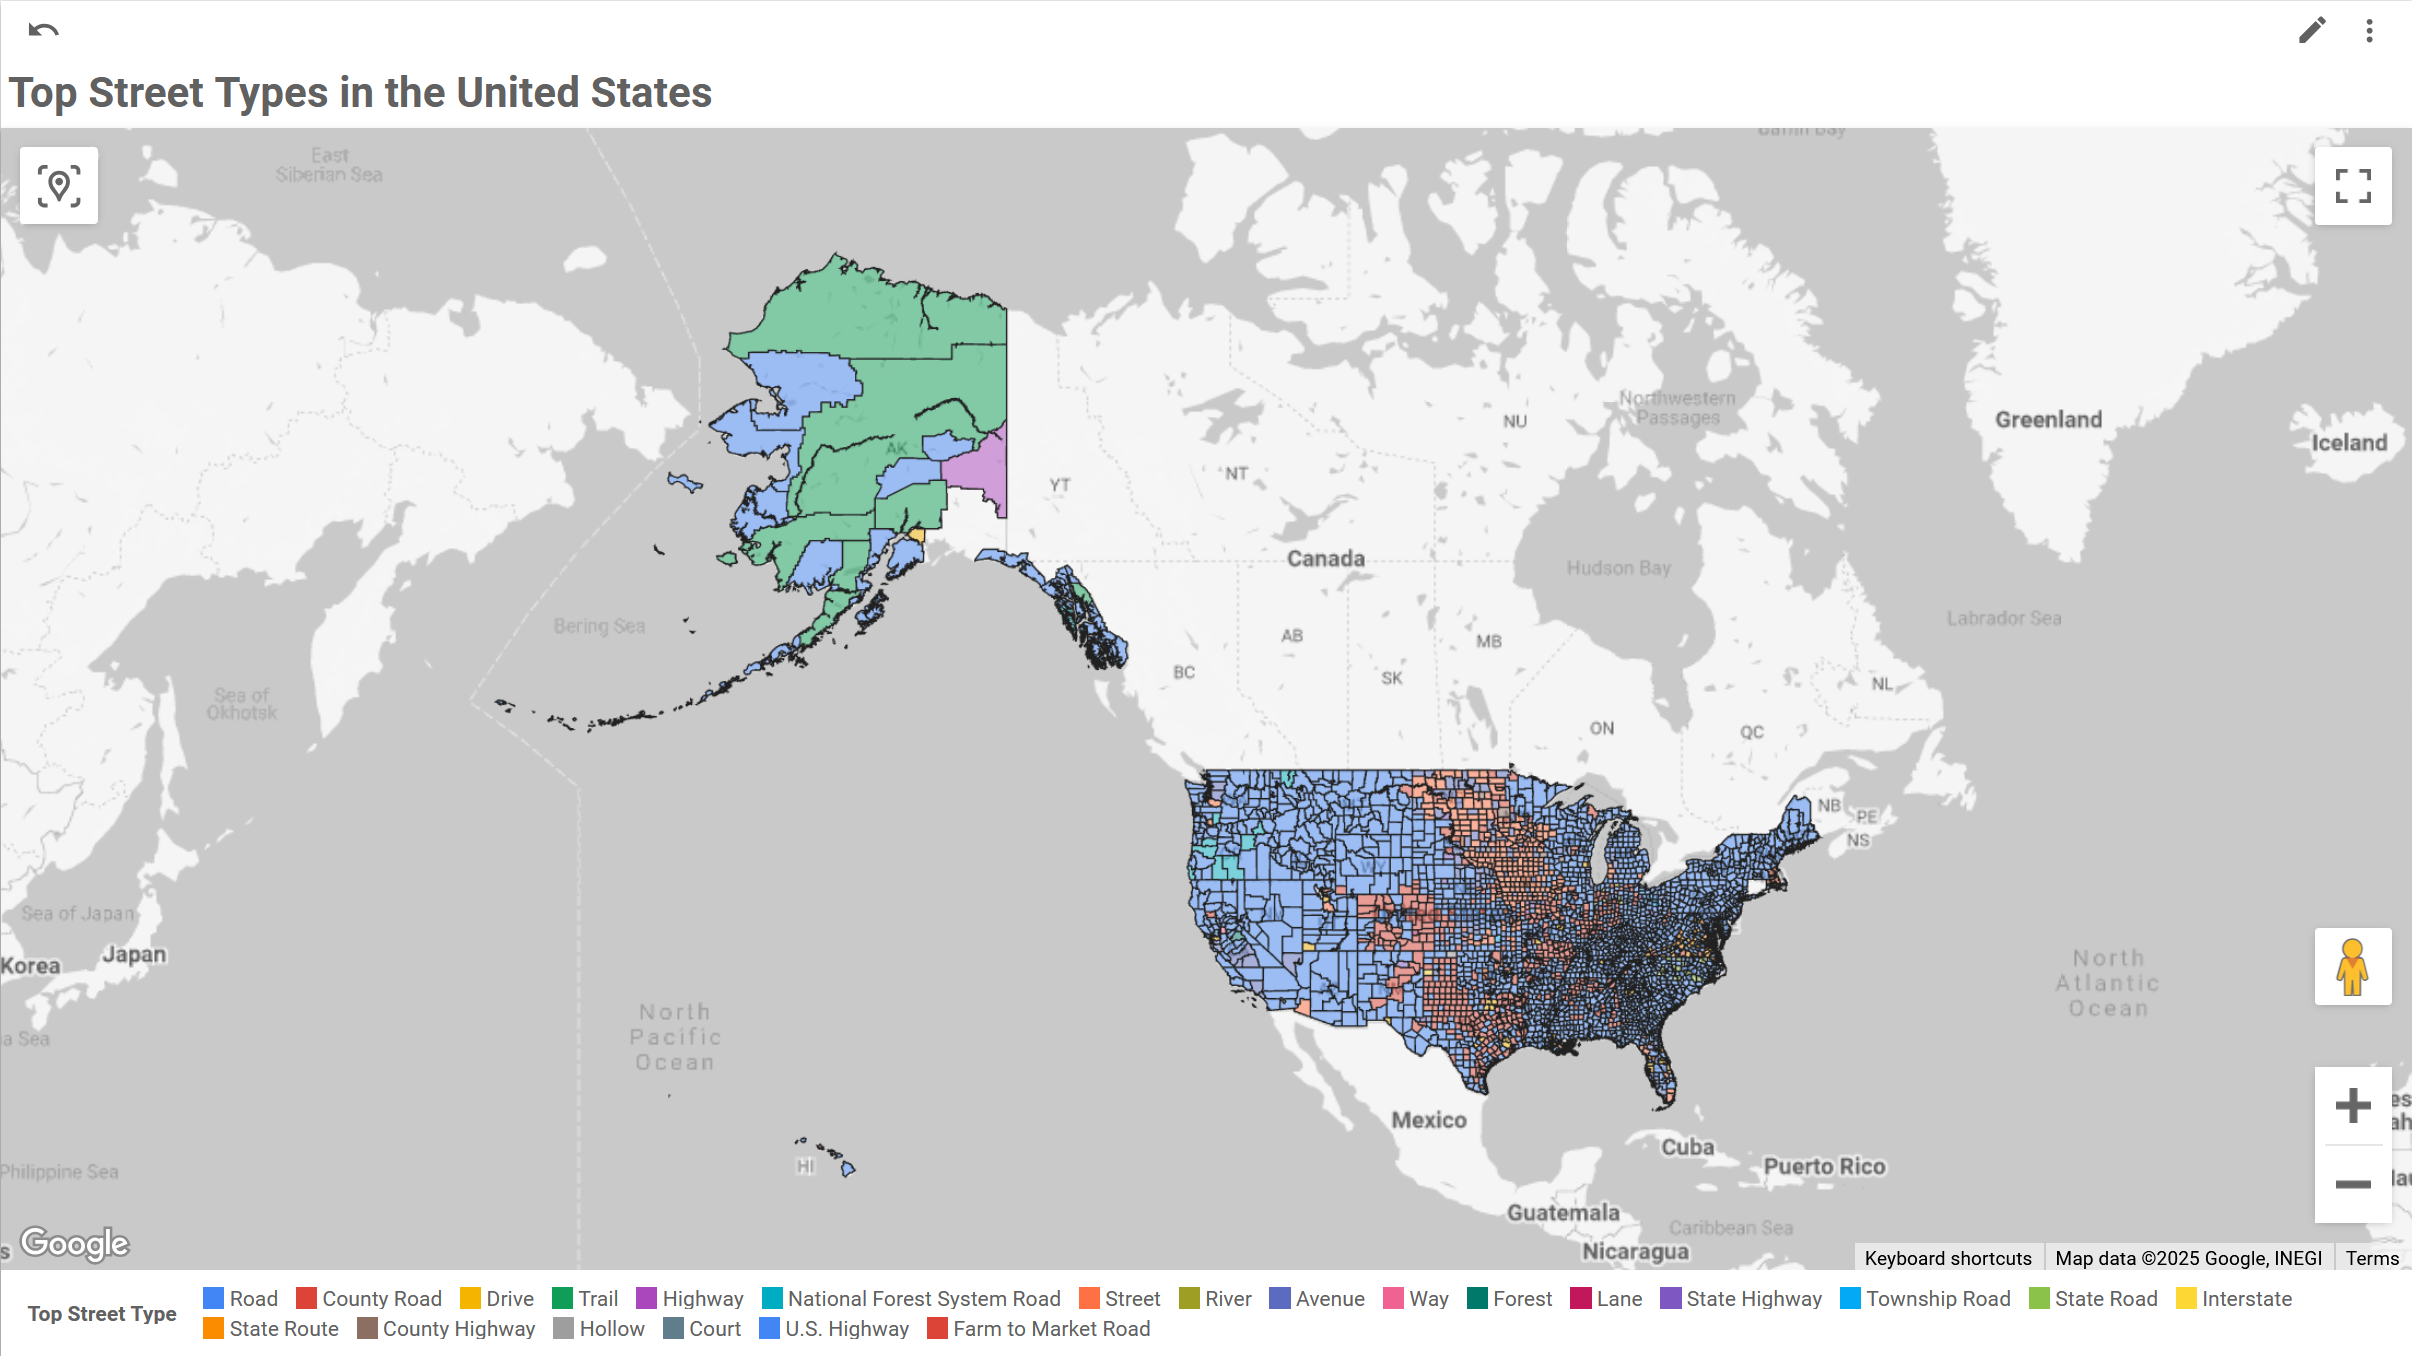 Top Street Types in the United States
Baffin Bay
East
Siberian Sea
Greenland
Iceland
Northwestern
Passages
NU
NT
YT
AK
Canada
Hudson Bay
Labrador Sea
Bering Sea
AB
MB
BC
SK
NL
Sea of
Okhotsk
ON
QC
NB
PE
NS
WY
Sea of Japan
Japan
Korea
North
Pacific
Ocean
North
Atlantic
Ocean
a Sea
Mexico
Cuba
Puerto Rico
HI
Philippine Sea
Guatemala
Caribbean Sea
Nicaragua
es
ah
lau
s
Google
Keyboard shortcuts
Map data ©2025 Google, INEGI
Terms
Top Street Type
Road County Road Drive Trail Highway National Forest System Road Street River Avenue Way Forest Lane State Highway Township Road State Road Interstate
State Route County Highway Hollow Court U.S. Highway Farm to Market Road